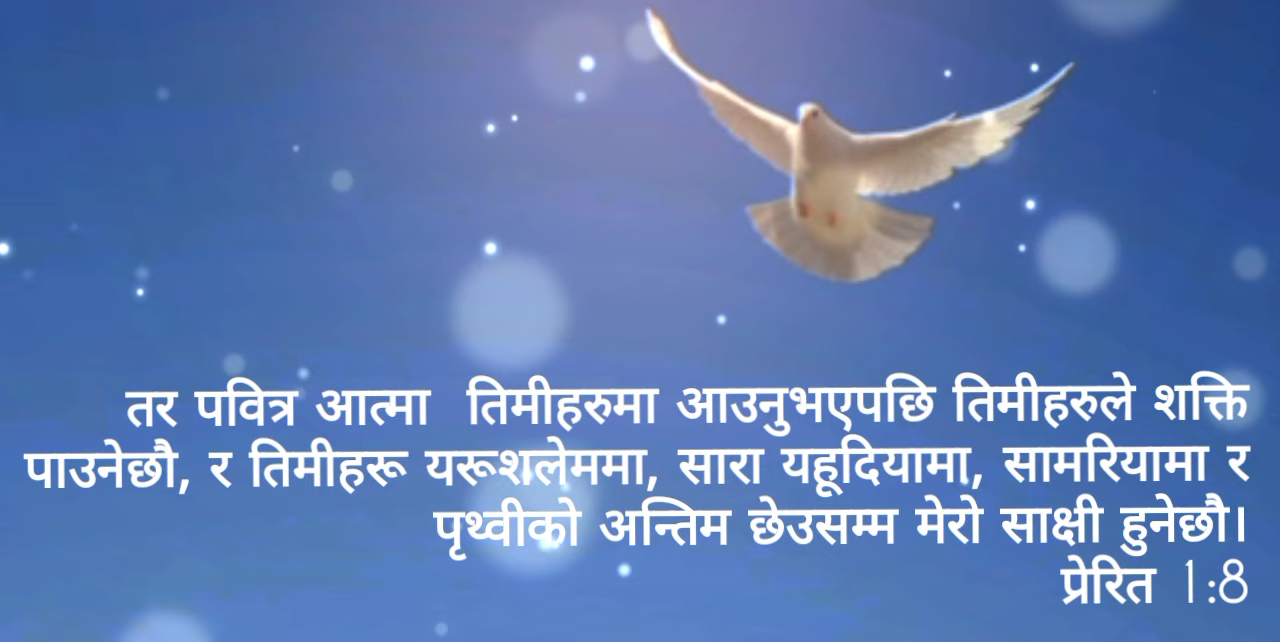 तर पवित्र आत्मा तिमीहरुमा आउनुभएपछि तिमीहरुले शक्ति
पाउनेछौ, र तिमीहरू यरूशलेममा, सारा यहूदियामा, सामरियामा र
पृथ्वीको अन्तिम छेउसम्म मेरो साक्षी हुनेछौ।
प्रेरित 1:8